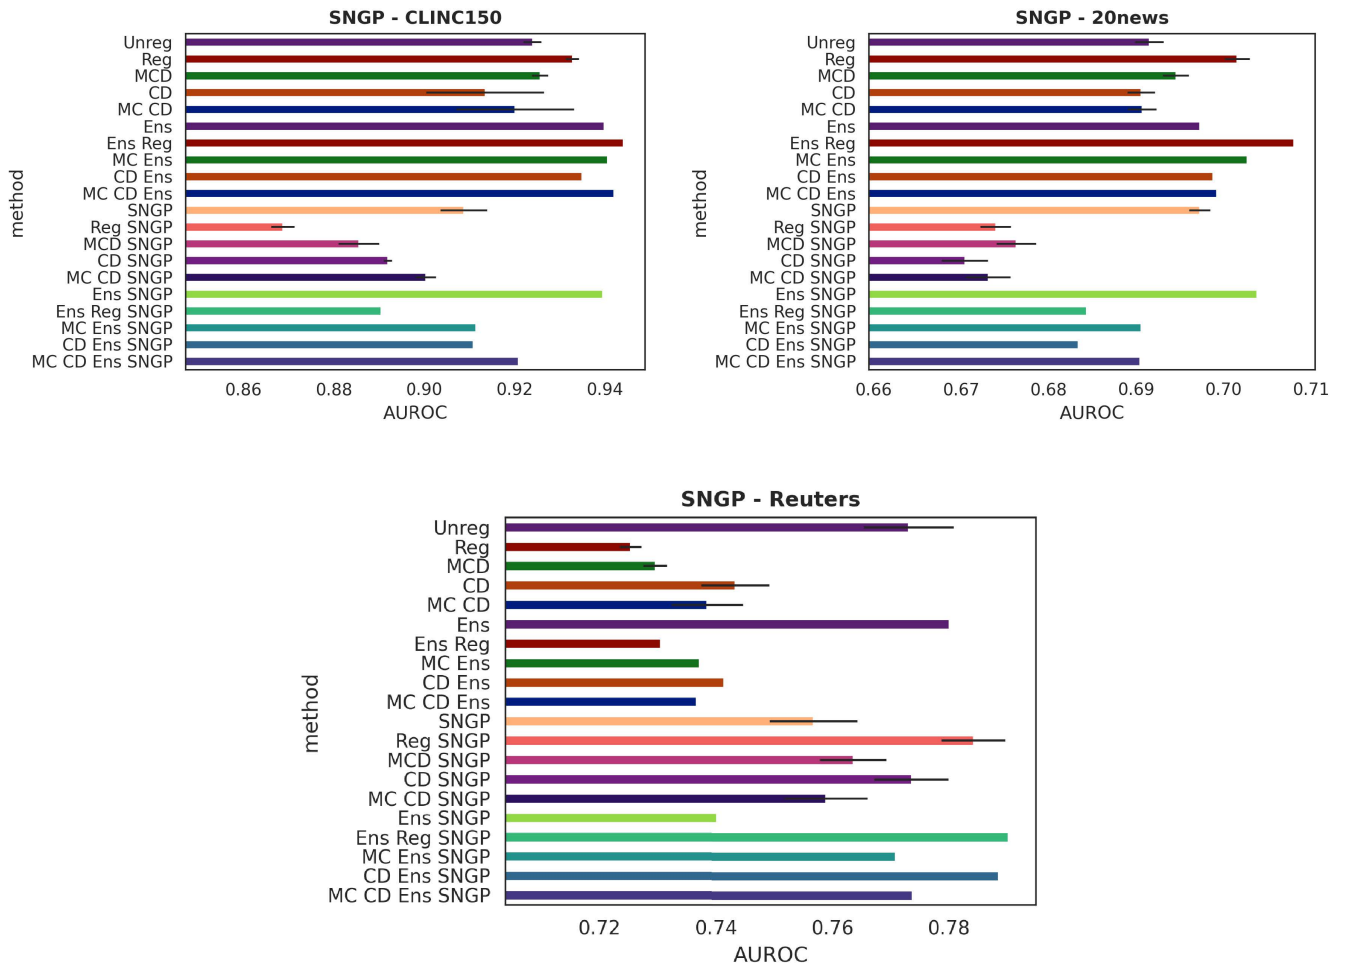 SNGP - CLINC150
Unreg
Reg
MCD
CD
MC CD
Ens
Ens Reg
MC Ens
CD Ens
MC CD Ens
SNGP
Reg SNGP
MCD SNGP
CD SNGP
MC CD SNGP
Ens SNGP
Ens Reg SNGP
MC Ens SNGP
CD Ens SNGP
MC CD Ens SNGP
method
0.86 0.88 0.90 0.92 0.94
AUROC
SNGP - 20news
Unreg
Reg
MCD
CD
MC CD
Ens
Ens Reg
MC Ens
CD Ens
MC CD Ens
SNGP
Reg SNGP
MCD SNGP
CD SNGP
MC CD SNGP
Ens SNGP
Ens Reg SNGP
MC Ens SNGP
CD Ens SNGP
MC CD Ens SNGP
method
0.66 0.67 0.68 0.69 0.70 0.71
AUROC
SNGP - Reuters
Unreg
Reg
MCD
CD
MC CD
Ens
Ens Reg
MC Ens
CD Ens
MC CD Ens
SNGP
Reg SNGP
MCD SNGP
CD SNGP
MC CD SNGP
Ens SNGP
Ens Reg SNGP
MC Ens SNGP
CD Ens SNGP
MC CD Ens SNGP
method
0.72 0.74 0.76 0.78
AUROC